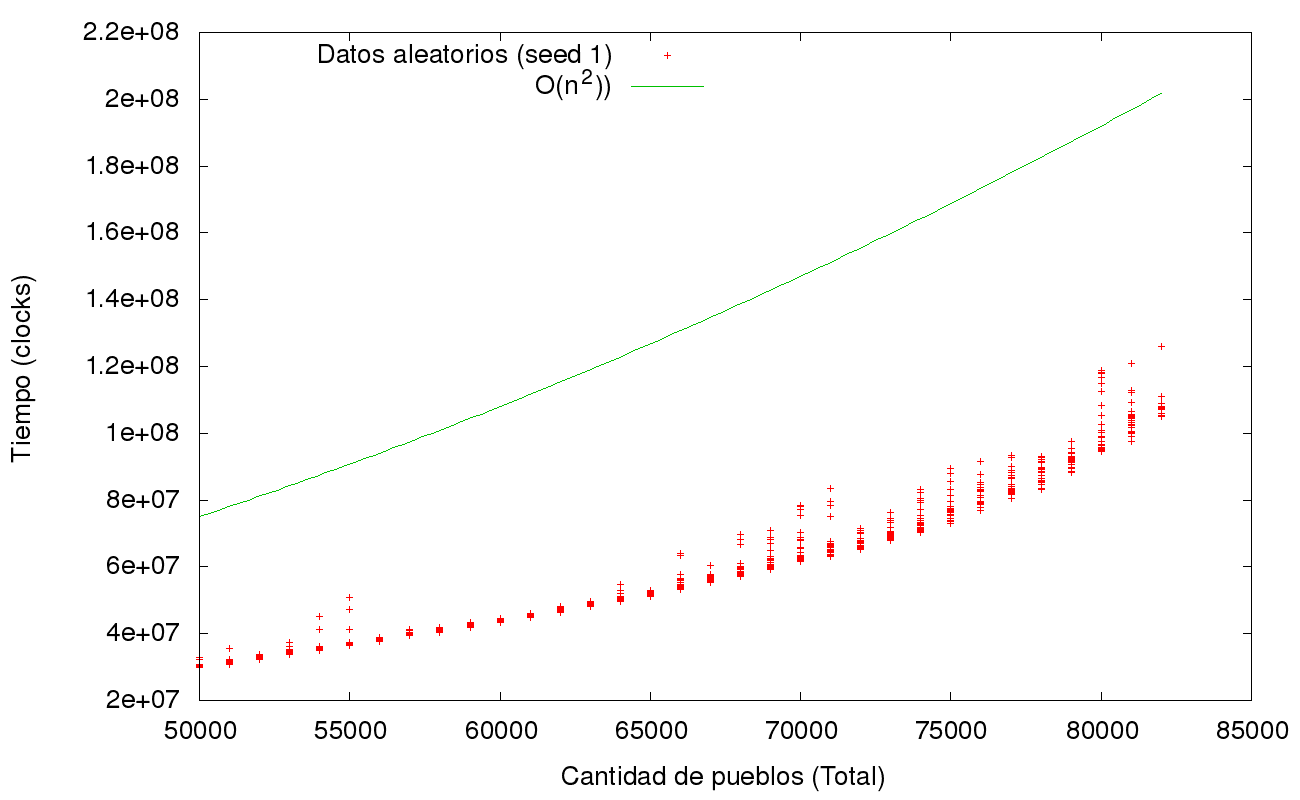 2.2e+08
2e+08
1.8e+08
1.6e+08
1.4e+08
1.2e+08
1e+08
8e+07
6e+07
4e+07
2e+07
Tiempo (clocks)
Datos aleatorios (seed 1)
O(n²))
50000 55000 60000 65000 70000 75000 80000 85000
Cantidad de pueblos (Total)